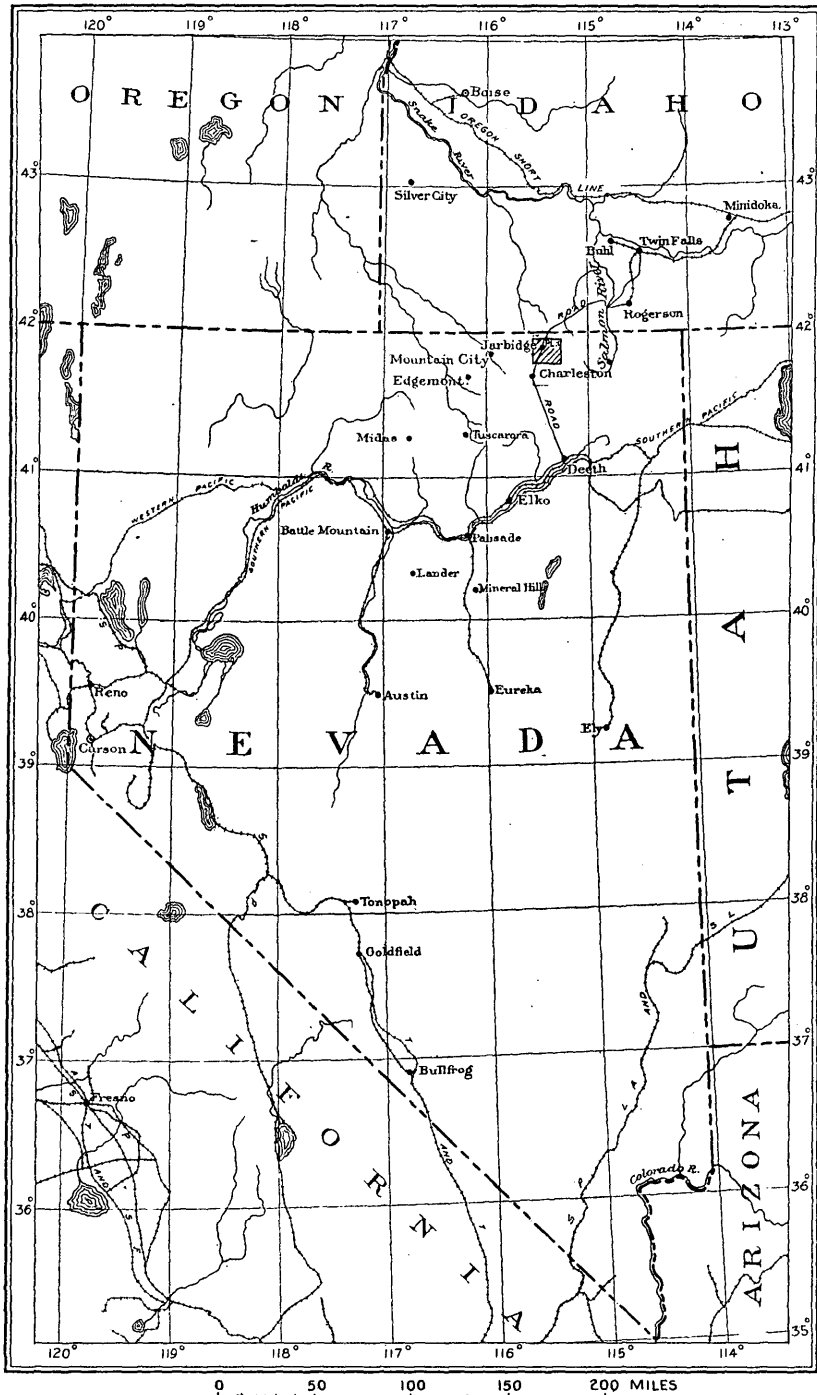 120° 119° 118° 117° 116° 115° 114° 113°
OREGON
IDAHO
Boise
Snake River
OREGON SHORT LINE
43° 43°
Silver City
Minidoka
Buhl
Twin Falls
Salmon River
ROAD
Rogerson
42° 42°
Jarbidge
Mountain City
Edgemont
Charleston
ROAD
SOUTHERN PACIFIC
Midas
Tuscarora
Deeth
41° 41°
WESTERN PACIFIC
Humboldt R.
SOUTHERN PACIFIC
Elko
Battle Mountain
Palisade
Lander
Mineral Hill
40° 40°
S P
Reno
Austin
Eureka
Carson
Ely
NEVADA
UTAH
39° 39°
S P
Tonopah
38° 38°
Goldfield
S L
AND
L A
S P
37° 37°
Bullfrog
T AND T
CALIFORNIA
Fresno
A T AND S F
S P
Colorado R.
ARIZONA
36° 36°
35°
120° 119° 118° 117° 116° 115° 114°
0 50 100 150 200 MILES